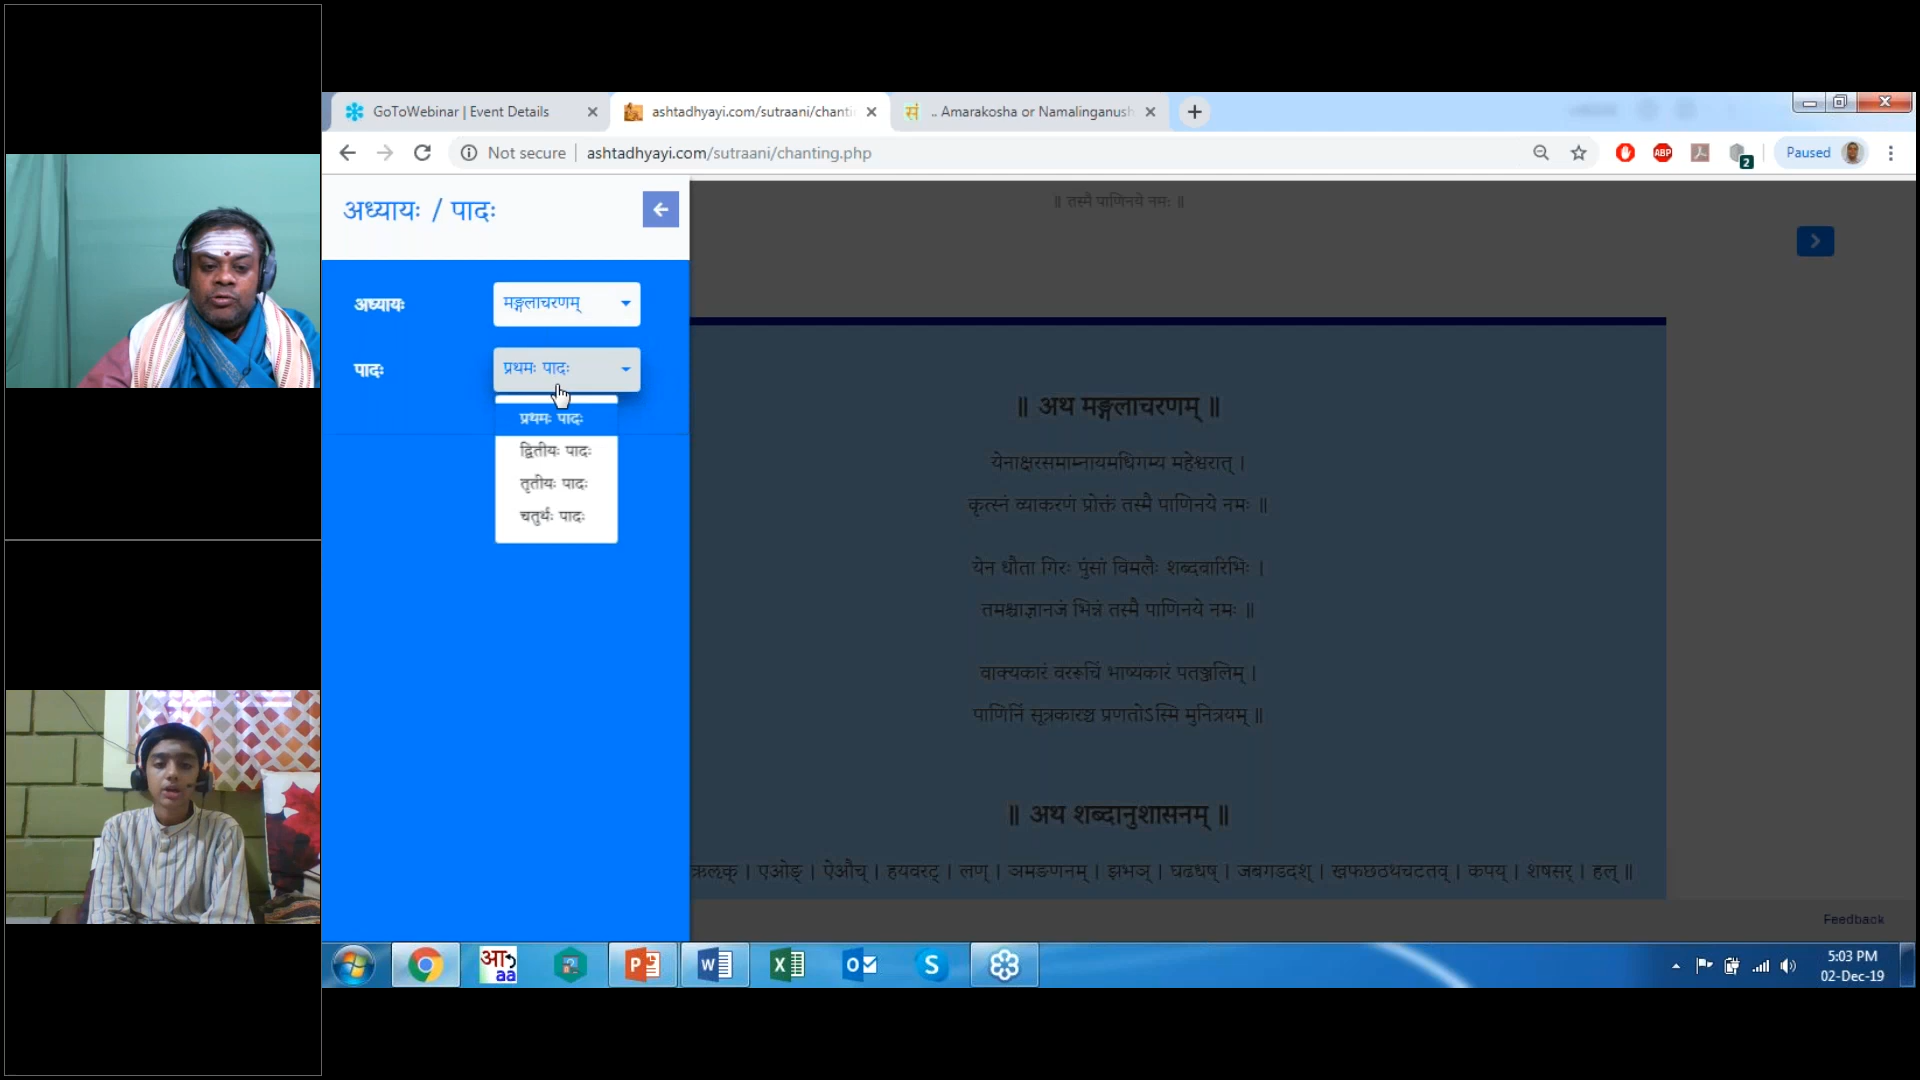 GoToWebinar | Event Details
ashtadhyayi.com/sutraani/chanti
.. Amarakosha or Namalinganush
Not secure
ashtadhyayi.com/sutraani/chanting.php
ABP
2
Paused
अध्यायः / पादः
अध्यायः
मङ्गलाचरणम्
पादः
प्रथमः पादः
प्रथमः पादः
द्वितीयः पादः
तृतीयः पादः
चतुर्थः पादः
॥ तस्मै पाणिनये नमः ॥
॥ अथ मङ्गलाचरणम् ॥
येनाक्षरसमाम्नायमधिगम्य महेश्वरात् ।
कृत्स्नं व्याकरणं प्रोक्तं तस्मै पाणिनये नमः ॥
येन धौता गिरः पुंसां विमलैः शब्दवारिभिः ।
तमश्चाज्ञानजं भिन्नं तस्मै पाणिनये नमः ॥
वाक्यकारं वररुचिं भाष्यकारं पतञ्जलिम् ।
पाणिनिं सूत्रकारञ्च प्रणतोऽस्मि मुनित्रयम् ॥
॥ अथ शब्दानुशासनम् ॥
ऋऌक् । एओङ् । ऐऔच् । हयवरट् । लण् । ञमङणनम् । झभञ् । घढधष् । जबगडदश् । खफछठथचटतव् । कपय् । शषसर् । हल् ॥
Feedback
5:03 PM
02-Dec-19